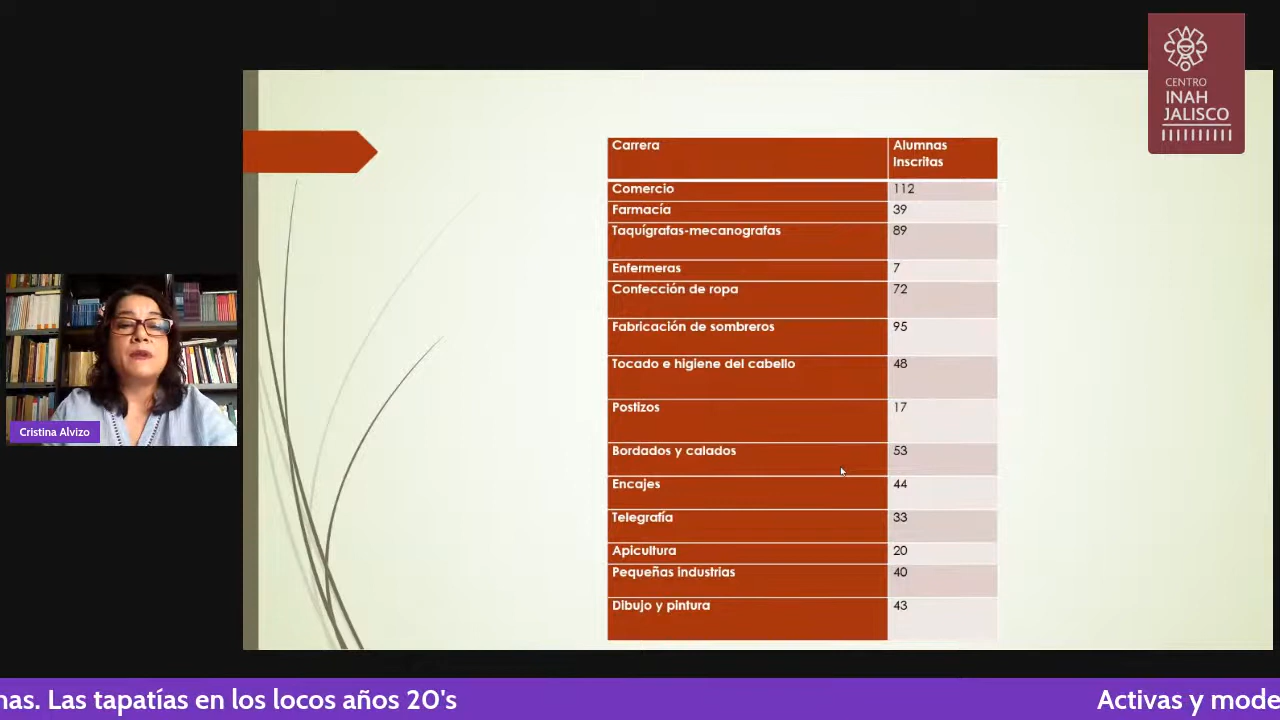 CENTRO
INAH
JALISCO
Carrera
Alumnas
Inscritas
Comercio 112
Farmacía 39
Taquígrafas-mecanografas 89
Enfermeras 7
Confección de ropa 72
Fabricación de sombreros 95
Tocado e higiene del cabello 48
Postizos 17
Bordados y calados 53
Encajes 44
Telegrafía 33
Apicultura 20
Pequeñas industrias 40
Dibujo y pintura 43
Cristina Alvizo
nas. Las tapatías en los locos años 20's
Activas y mode